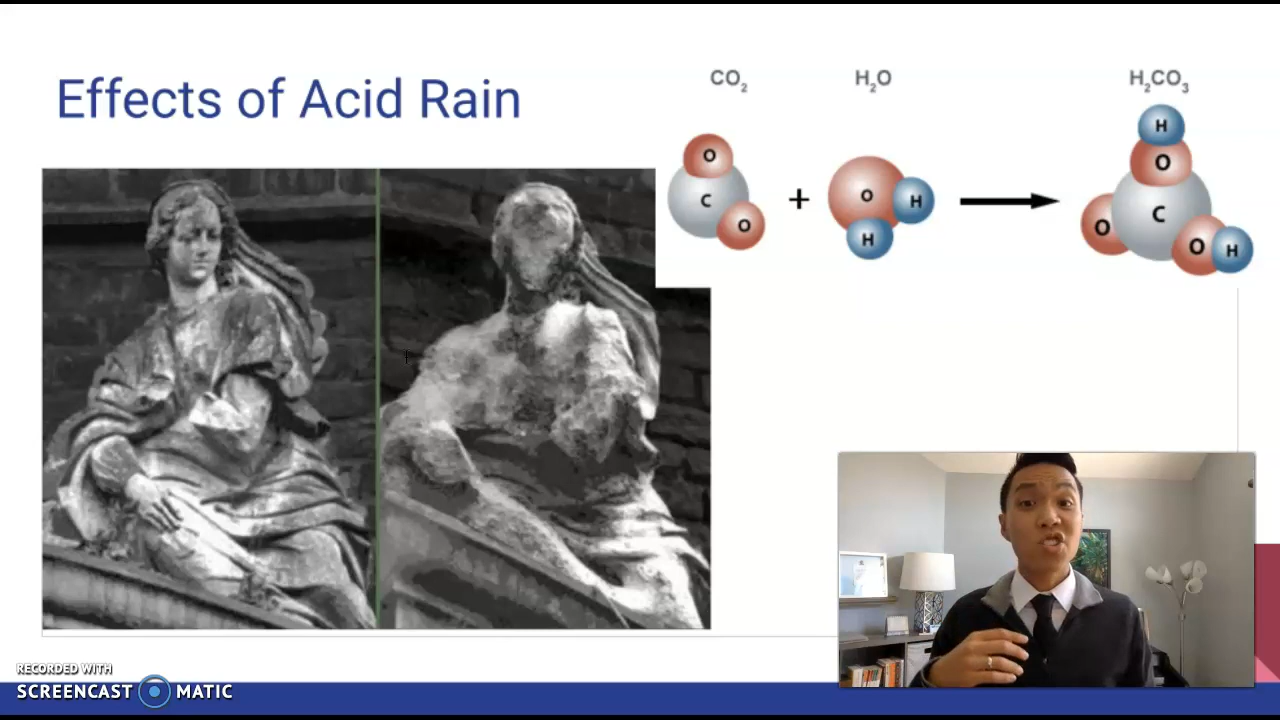 Effects of Acid Rain
CO₂ H₂O H₂CO₃
H
O O
C + O H C
O H O O H
RECORDED WITH
SCREENCAST MATIC